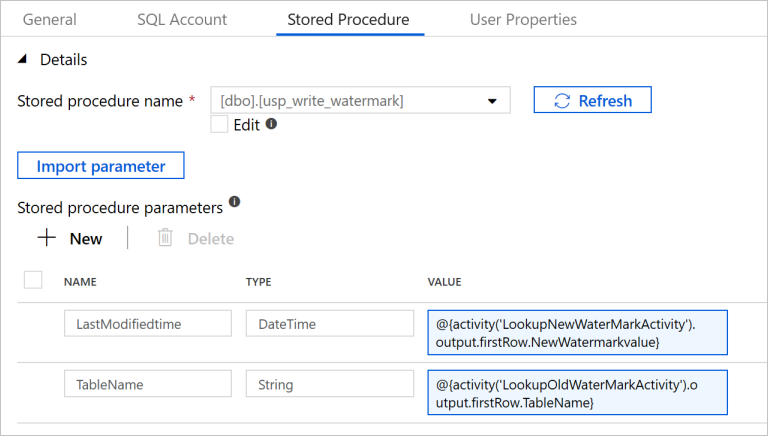 General SQL Account Stored Procedure User Properties
Details
Stored procedure name * [dbo].[usp_write_watermark] Refresh
Edit
Import parameter
Stored procedure parameters
New Delete
NAME TYPE VALUE
LastModifiedtime DateTime @{activity('LookupNewWaterMarkActivity').
output.firstRow.NewWatermarkvalue}
TableName String @{activity('LookupOldWaterMarkActivity').o
utput.firstRow.TableName}